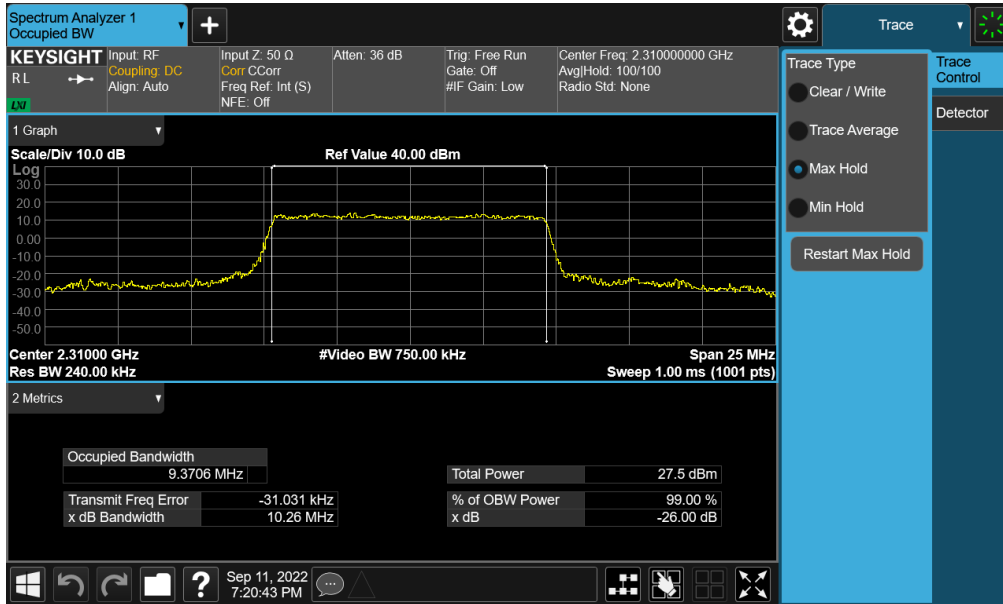 Spectrum Analyzer 1
Occupied BW
+
Trace
KEYSIGHT
R L
LXI
Input: RF
Coupling: DC
Align: Auto
Input Z: 50 Ω
Corr CCorr
Freq Ref: Int (S)
NFE: Off
Atten: 36 dB
Trig: Free Run
Gate: Off
#IF Gain: Low
Center Freq: 2.310000000 GHz
Avg|Hold: 100/100
Radio Std: None
Trace Type
Clear / Write
Trace Average
Max Hold
Min Hold
Restart Max Hold
Trace
Control
Detector
1 Graph
Scale/Div 10.0 dB
Ref Value 40.00 dBm
Log
30.0
20.0
10.0
0.00
-10.0
-20.0
-30.0
-40.0
-50.0
Center 2.31000 GHz
#Video BW 750.00 kHz
Span 25 MHz
Res BW 240.00 kHz
Sweep 1.00 ms (1001 pts)
2 Metrics
Occupied Bandwidth
9.3706 MHz
Total Power 27.5 dBm
Transmit Freq Error -31.031 kHz
% of OBW Power 99.00 %
x dB Bandwidth 10.26 MHz
x dB -26.00 dB
?
Sep 11, 2022
7:20:43 PM